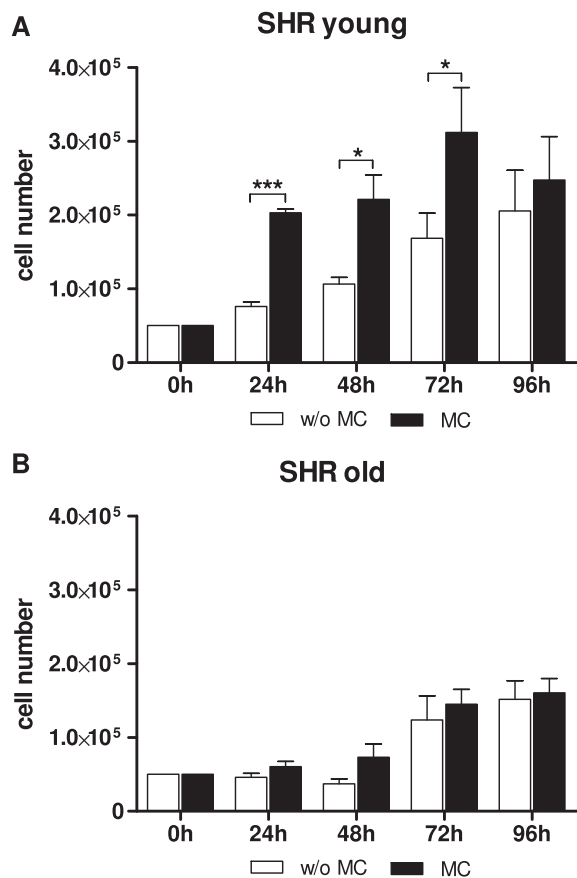 A
SHR young
4.0×10⁵
3.0×10⁵
2.0×10⁵
1.0×10⁵
0
cell number
***
*
*
0h 24h 48h 72h 96h
w/o MC MC
B
SHR old
4.0×10⁵
3.0×10⁵
2.0×10⁵
1.0×10⁵
0
cell number
0h 24h 48h 72h 96h
w/o MC MC